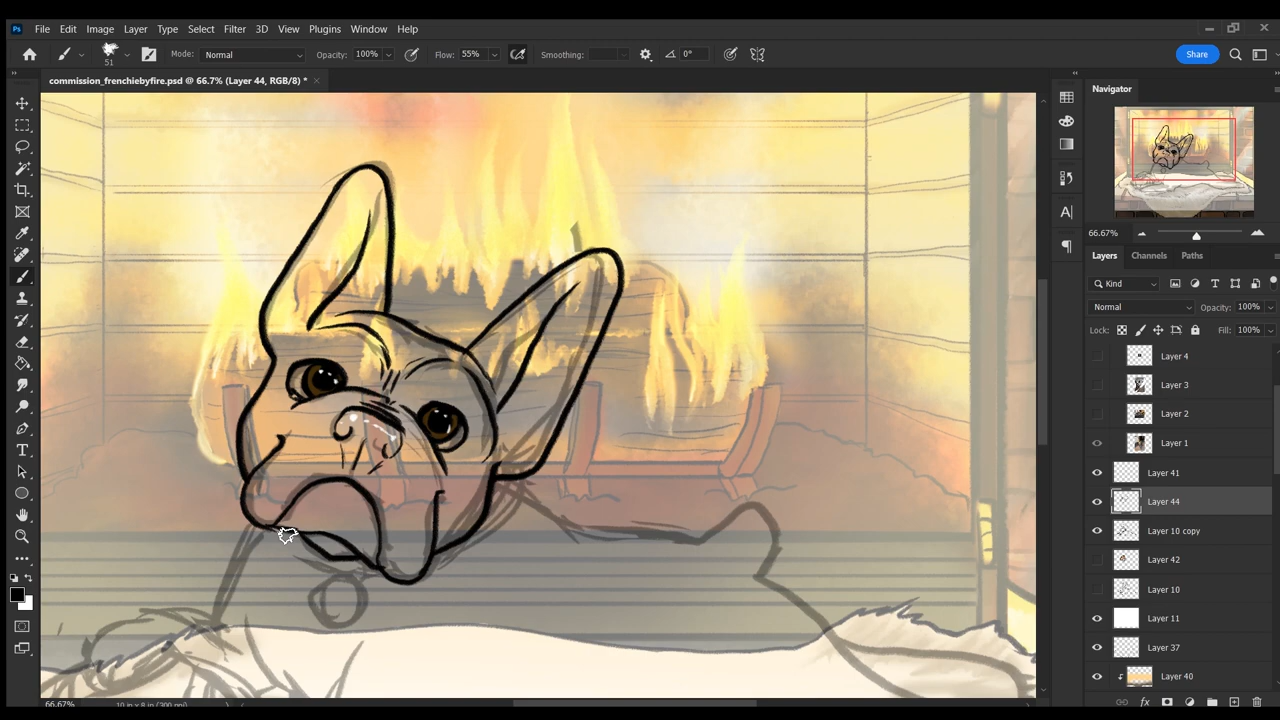 Ps File Edit Image Layer Type Select Filter 3D View Plugins Window Help
51 Mode: Normal Opacity: 100% Flow: 55% Smoothing: 0° Share
commission_frenchiebyfire.psd @ 66.7% (Layer 44, RGB/8) *
Navigator
66.67%
Layers Channels Paths
Kind
Normal Opacity: 100%
Lock: Fill: 100%
Layer 4
Layer 3
Layer 2
Layer 1
Layer 41
Layer 44
Layer 10 copy
Layer 42
Layer 10
Layer 11
Layer 37
Layer 40
66.67% 10 in x 8 in (300 ppi)